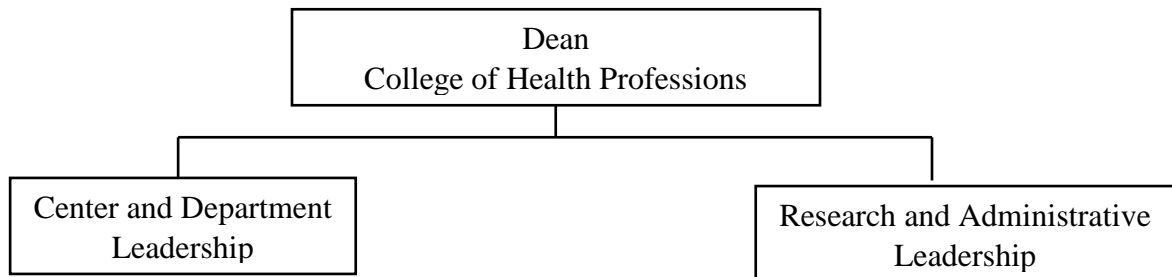 Dean
College of Health Professions
Center and Department
Leadership
Research and Administrative
Leadership